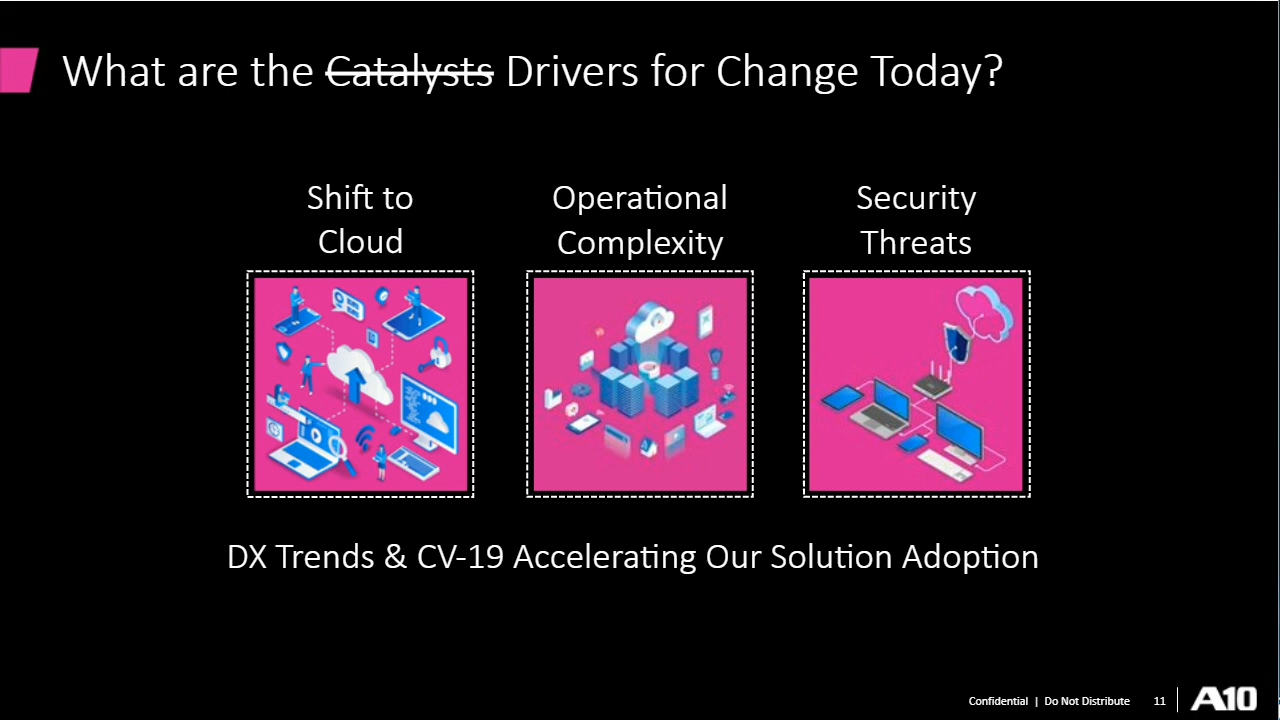 What are the Catalysts Drivers for Change Today?
Shift to
Cloud
Operational
Complexity
Security
Threats
DX Trends & CV-19 Accelerating Our Solution Adoption
Confidential | Do Not Distribute 11
A10